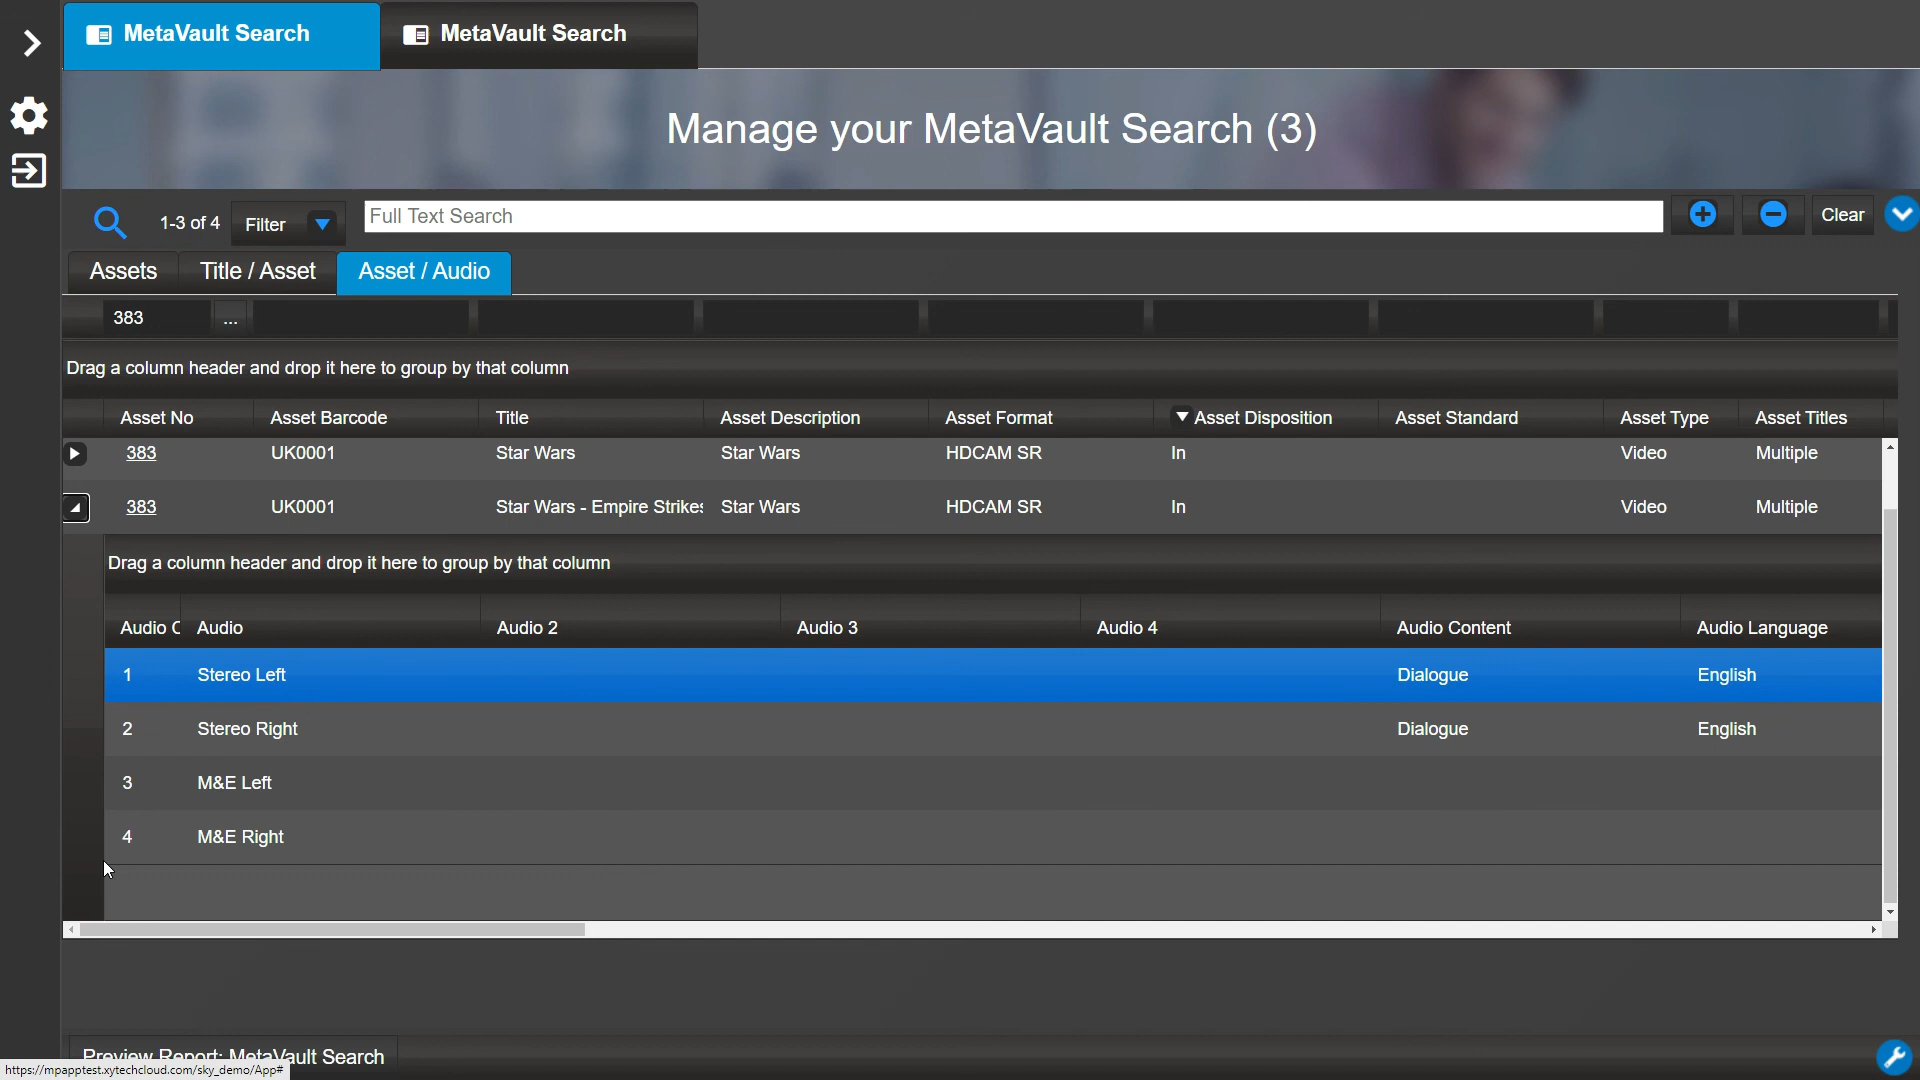 MetaVault Search
MetaVault Search
Manage your MetaVault Search (3)
1-3 of 4
Filter
Full Text Search
Clear
Assets
Title / Asset
Asset / Audio
383
...
Drag a column header and drop it here to group by that column
Asset No Asset Barcode Title Asset Description Asset Format Asset Disposition Asset Standard Asset Type Asset Titles
383 UK0001 Star Wars Star Wars HDCAM SR In Video Multiple
383 UK0001 Star Wars - Empire Strikes Star Wars HDCAM SR In Video Multiple
Drag a column header and drop it here to group by that column
Audio C Audio Audio 2 Audio 3 Audio 4 Audio Content Audio Language
1 Stereo Left Dialogue English
2 Stereo Right Dialogue English
3 M&E Left
4 M&E Right
Preview Report: MetaVault Search
https://mpapptest.xytechcloud.com/sky_demo/App#